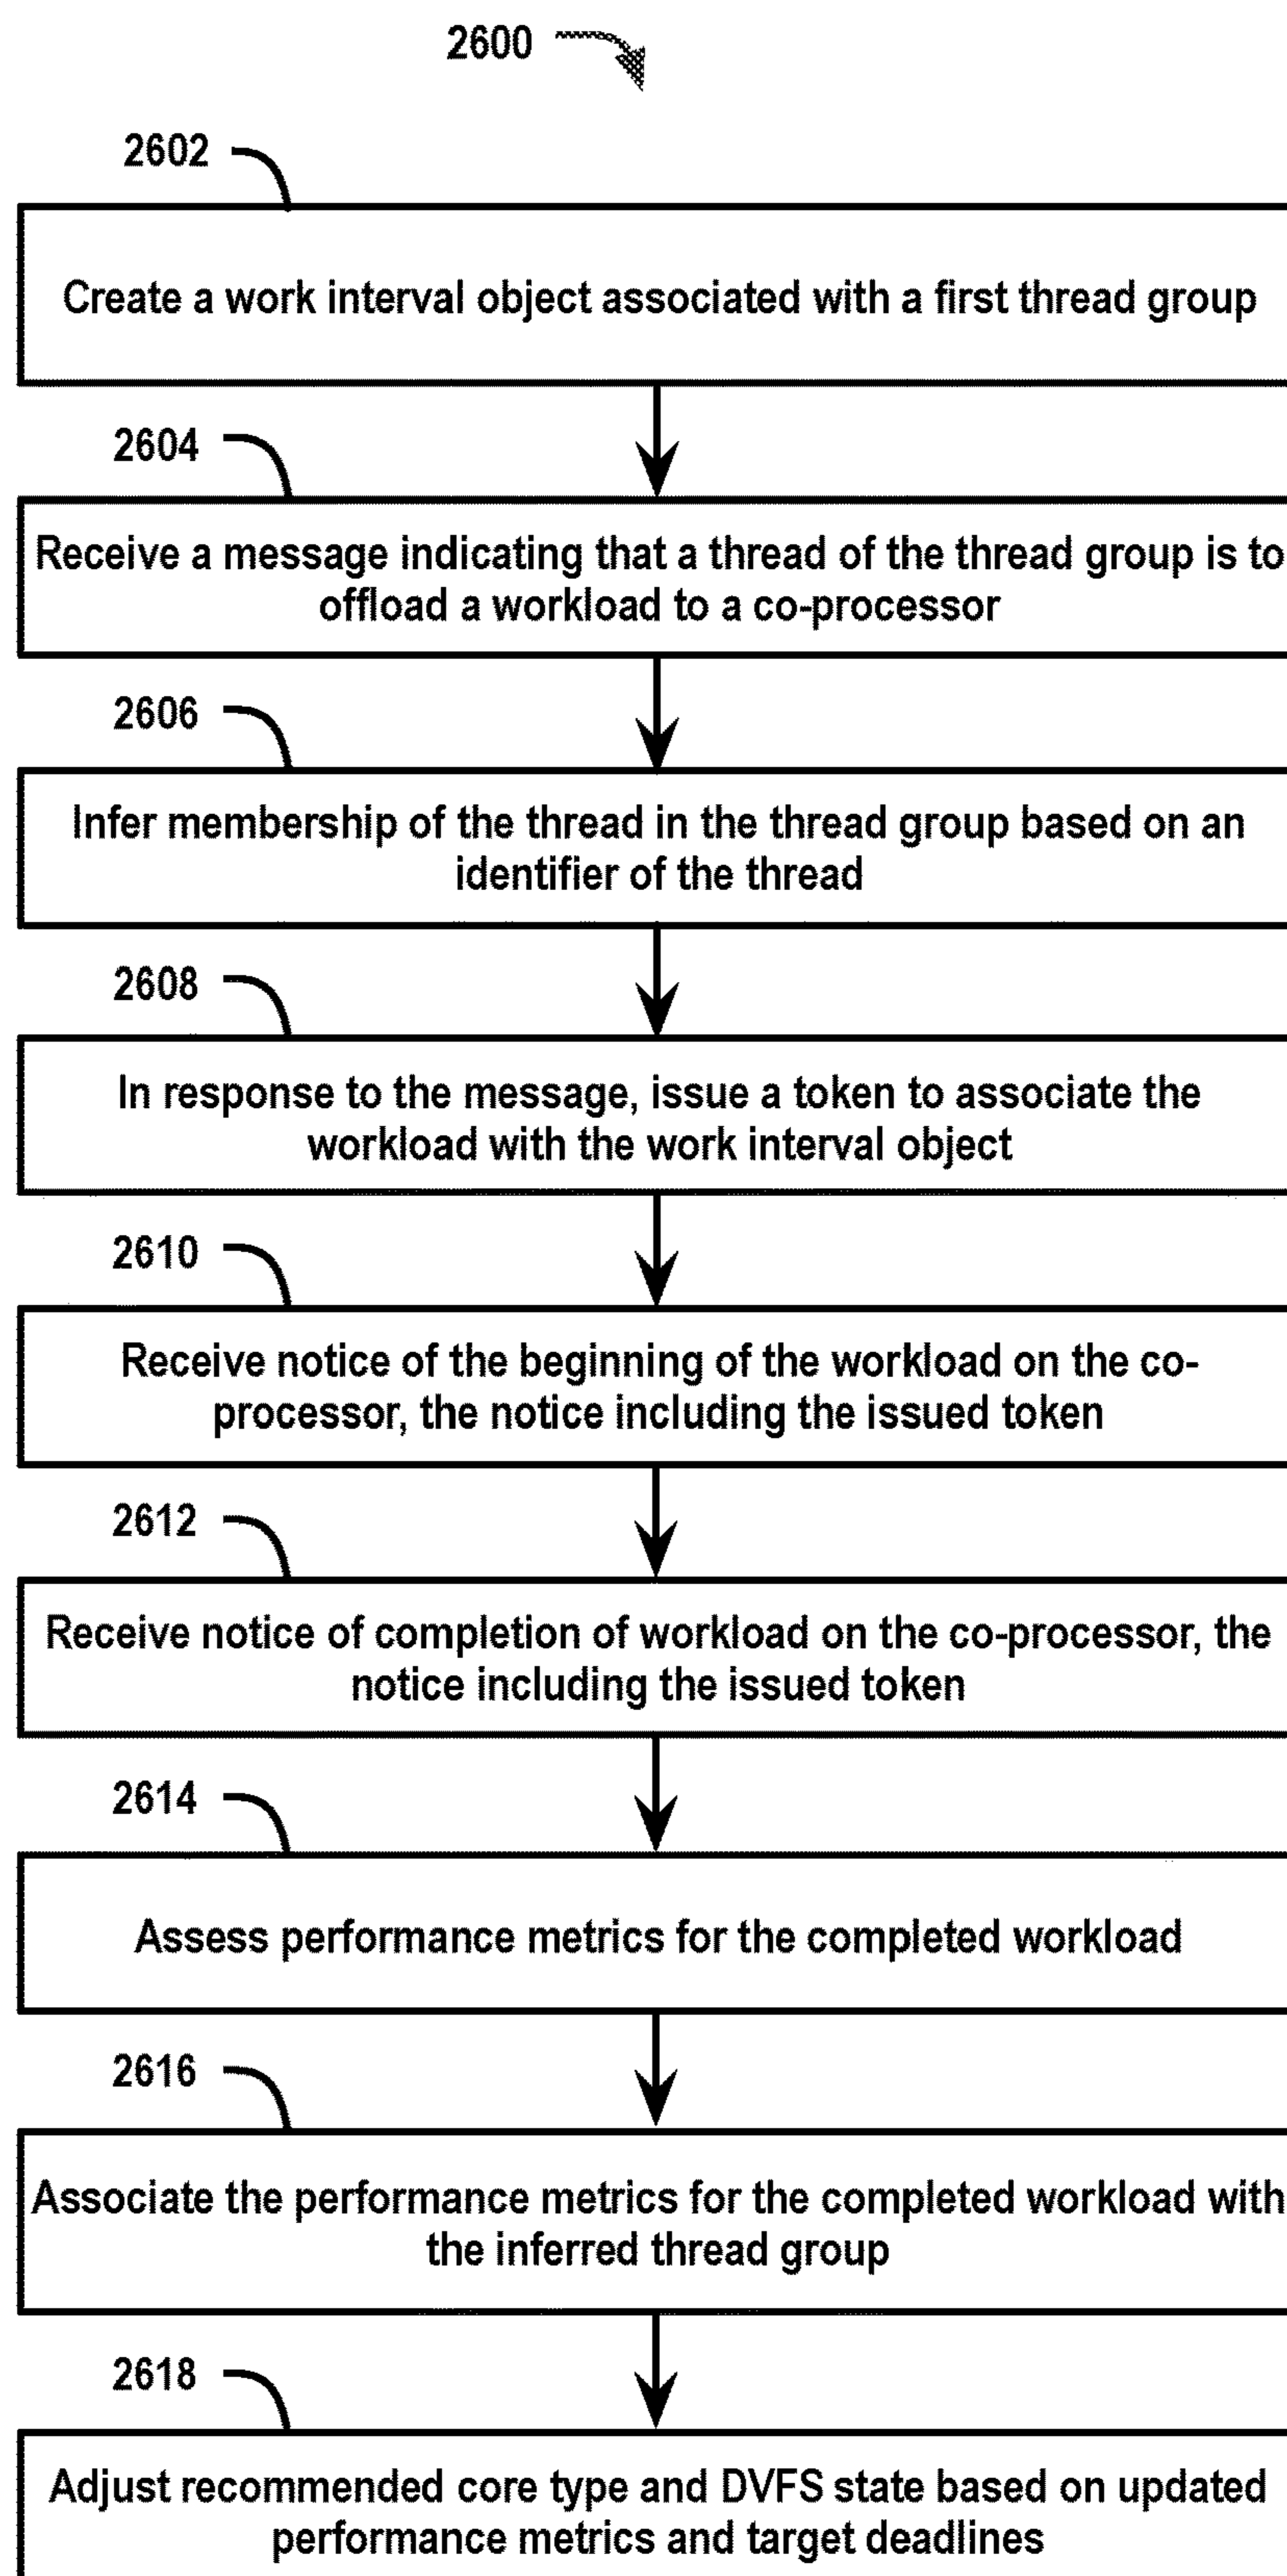 2600
2602
Create a work interval object associated with a first thread group
2604
Receive a message indicating that a thread of the thread group is to
offload a workload to a co-processor
2606
Infer membership of the thread in the thread group based on an
identifier of the thread
2608
In response to the message, issue a token to associate the
workload with the work interval object
2610
Receive notice of the beginning of the workload on the co-
processor, the notice including the issued token
2612
Receive notice of completion of workload on the co-processor, the
notice including the issued token
2614
Assess performance metrics for the completed workload
2616
Associate the performance metrics for the completed workload with
the inferred thread group
2618
Adjust recommended core type and DVFS state based on updated
performance metrics and target deadlines